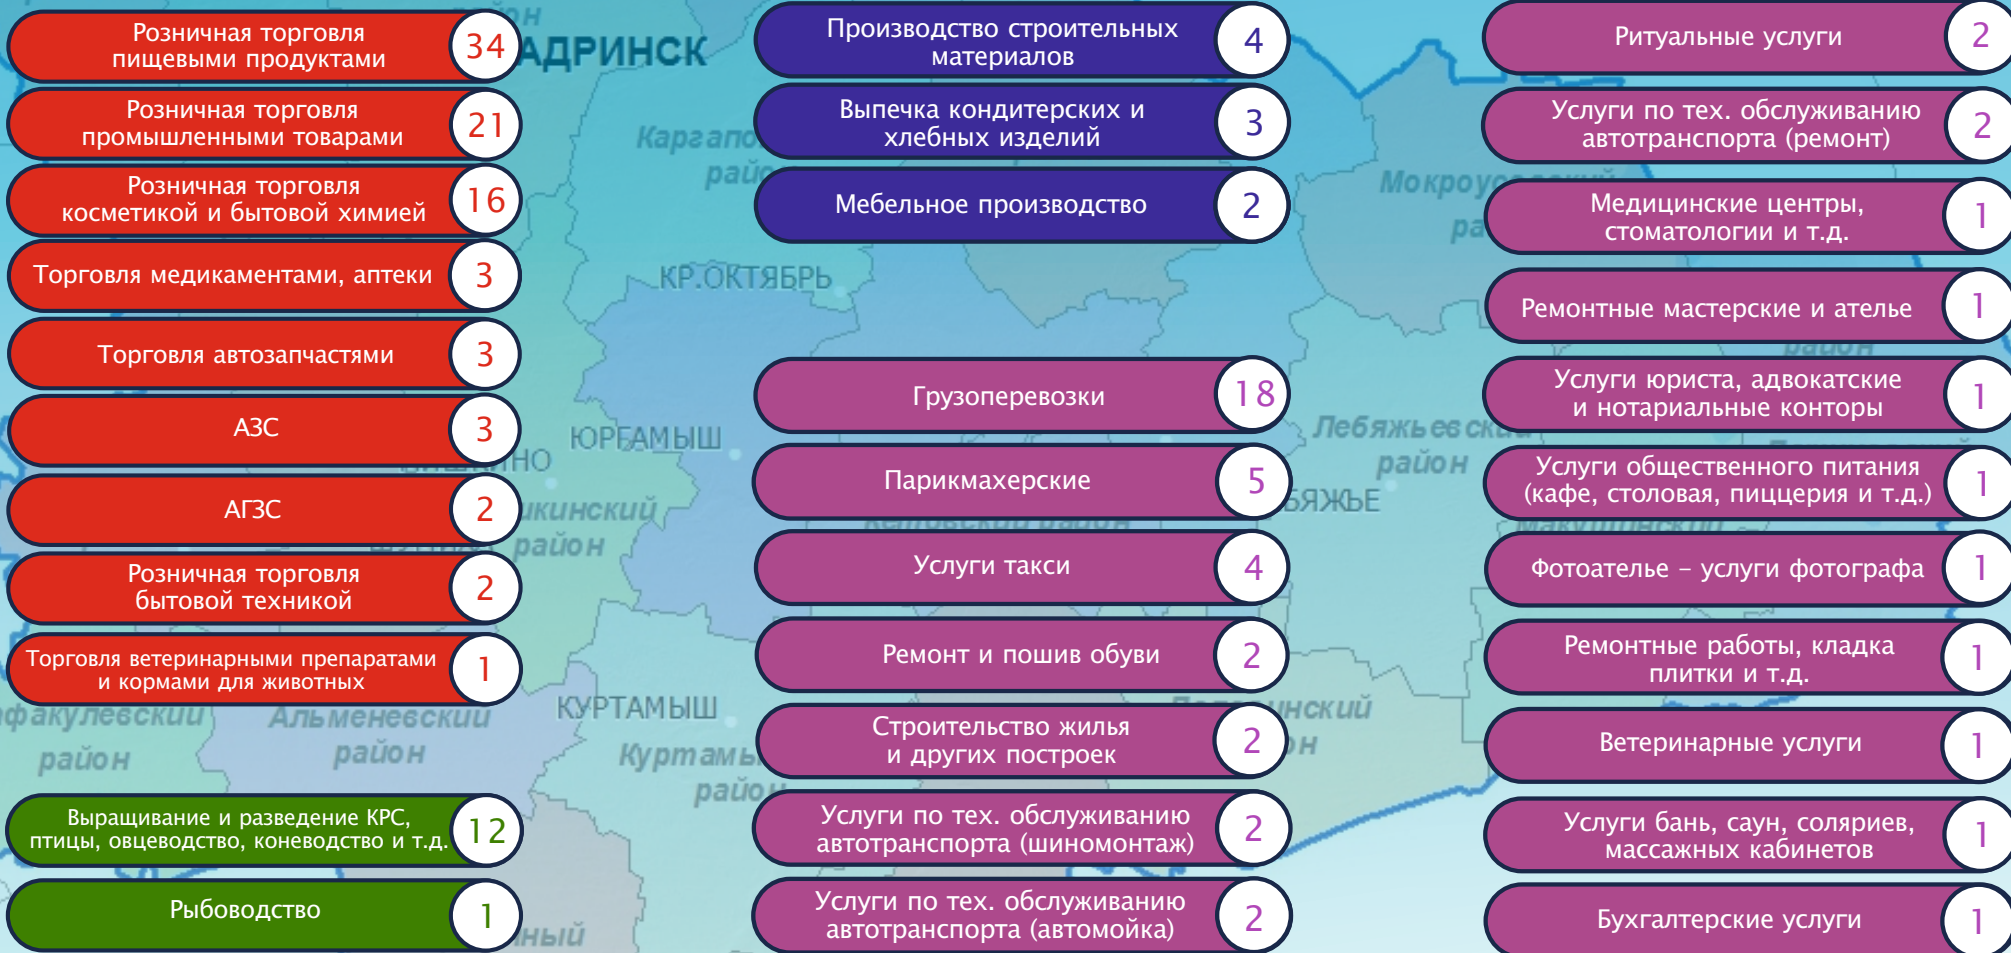 Розничная торговля
пищевыми продуктами
34
Розничная торговля
промышленными товарами
21
Розничная торговля
косметикой и бытовой химией
16
Торговля медикаментами, аптеки
3
Торговля автозапчастями
3
АЗС
3
АГЗС
2
Розничная торговля
бытовой техникой
2
Торговля ветеринарными препаратами
и кормами для животных
1
Выращивание и разведение КРС,
птицы, овцеводство, коневодство и т.д.
12
Рыбоводство
1
Производство строительных
материалов
4
Выпечка кондитерских и
хлебных изделий
3
Мебельное производство
2
Грузоперевозки
18
Парикмахерские
5
Услуги такси
4
Ремонт и пошив обуви
2
Строительство жилья
и других построек
2
Услуги по тех. обслуживанию
автотранспорта (шиномонтаж)
2
Услуги по тех. обслуживанию
автотранспорта (автомойка)
2
Ритуальные услуги
2
Услуги по тех. обслуживанию
автотранспорта (ремонт)
2
Медицинские центры,
стоматологии и т.д.
1
Ремонтные мастерские и ателье
1
Услуги юриста, адвокатские
и нотариальные конторы
1
Услуги общественного питания
(кафе, столовая, пиццерия и т.д.)
1
Фотоателье – услуги фотографа
1
Ремонтные работы, кладка
плитки и т.д.
1
Ветеринарные услуги
1
Услуги бань, саун, соляриев,
массажных кабинетов
1
Бухгалтерские услуги
1
АДРИНСК
КР.ОКТЯБРЬ
ЮРГАМЫШ
Лебяжьевский
район
БЯЖЬЕ
район
КУРТАМЫШ
Альменевский
район
район
район